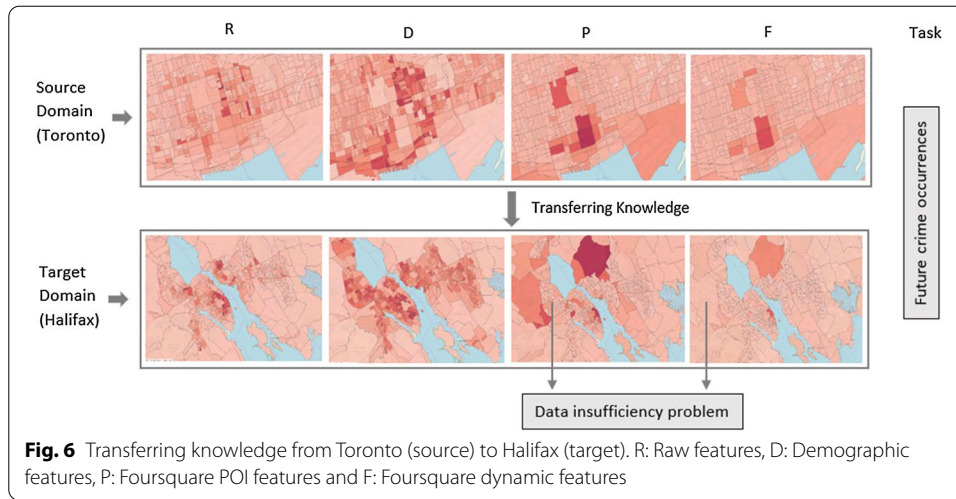 R D P F Task
Source
Domain
(Toronto)
Transferring Knowledge
Target
Domain
(Halifax)
Future crime occurrences
Data insufficiency problem
Fig. 6 Transferring knowledge from Toronto (source) to Halifax (target). R: Raw features, D: Demographic
features, P: Foursquare POI features and F: Foursquare dynamic features